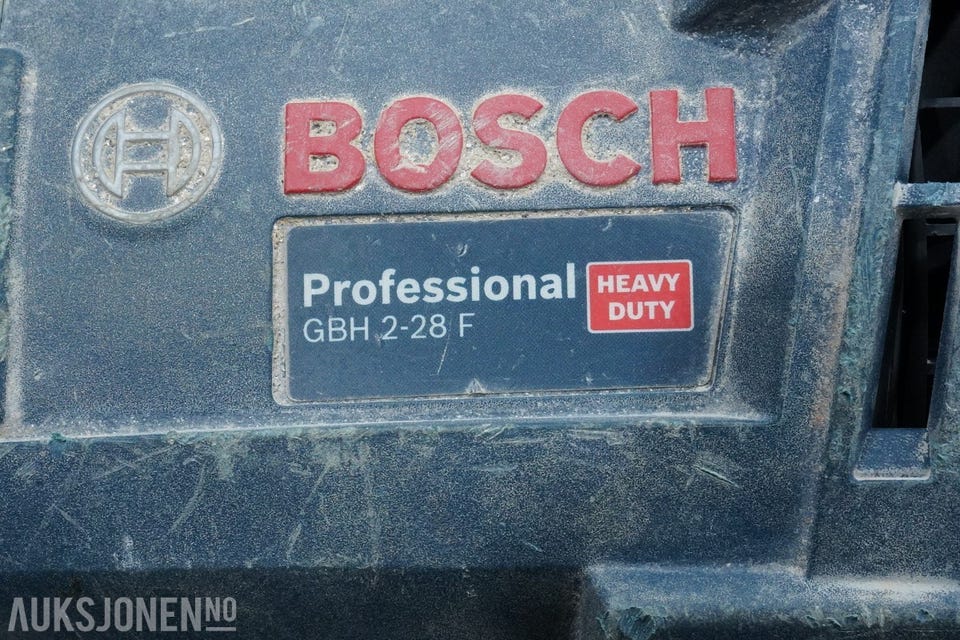 BOSCH
Professional
HEAVY
DUTY
GBH 2-28 F
AUKSJONEN NO